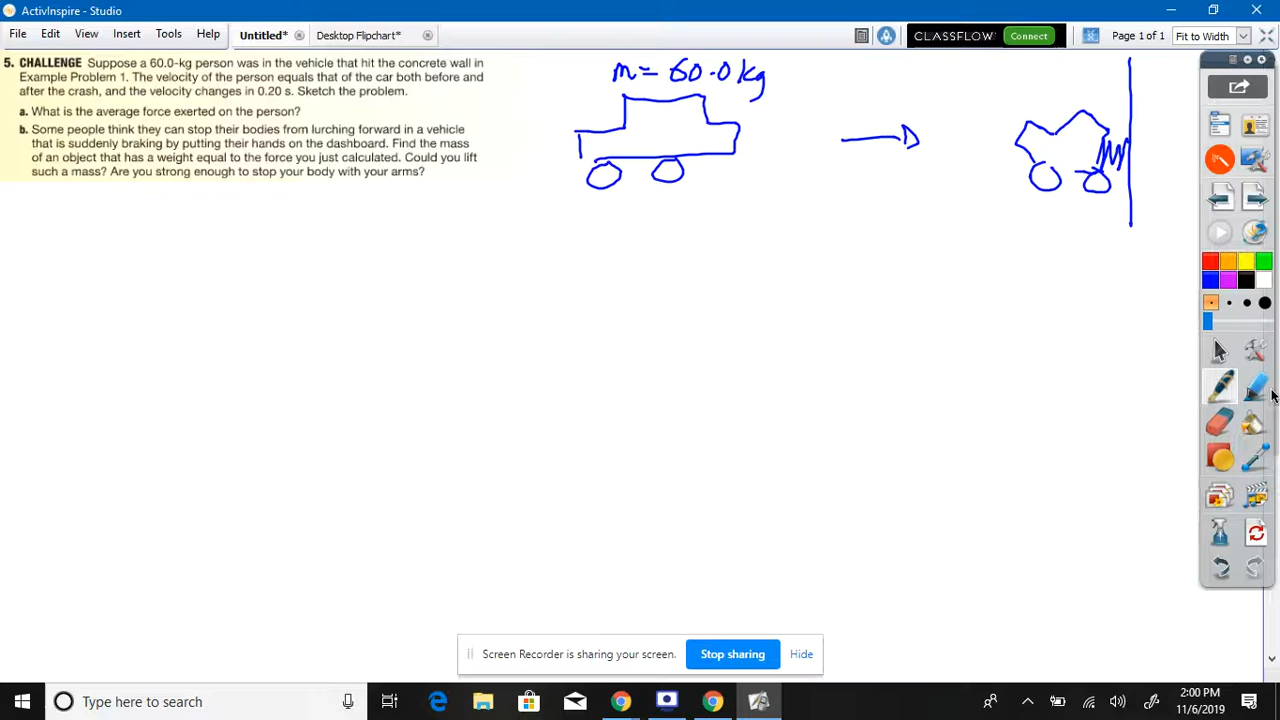 ActivInspire - Studio
File Edit View Insert Tools Help Untitled* Desktop Flipchart* CLASSFLOW Connect Page 1 of 1 Fit to Width
5. CHALLENGE Suppose a 60.0-kg person was in the vehicle that hit the concrete wall in
Example Problem 1. The velocity of the person equals that of the car both before and
after the crash, and the velocity changes in 0.20 s. Sketch the problem.
a. What is the average force exerted on the person?
b. Some people think they can stop their bodies from lurching forward in a vehicle
that is suddenly braking by putting their hands on the dashboard. Find the mass
of an object that has a weight equal to the force you just calculated. Could you lift
such a mass? Are you strong enough to stop your body with your arms?
m = 60.0 kg
Screen Recorder is sharing your screen. Stop sharing Hide
Type here to search
2:00 PM
11/6/2019